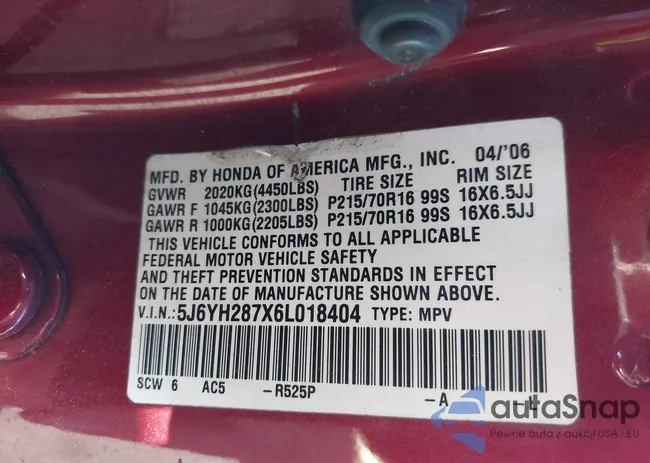 MFD. BY HONDA OF AMERICA MFG., INC. 04/'06
GVWR 2020KG(4450LBS) TIRE SIZE RIM SIZE
GAWR F 1045KG(2300LBS) P215/70R16 99S 16X6.5JJ
GAWR R 1000KG(2205LBS) P215/70R16 99S 16X6.5JJ
THIS VEHICLE CONFORMS TO ALL APPLICABLE
FEDERAL MOTOR VEHICLE SAFETY
AND THEFT PREVENTION STANDARDS IN EFFECT
ON THE DATE OF MANUFACTURE SHOWN ABOVE.
V.I.N.:5J6YH287X6L018404 TYPE: MPV
SCW 6 AC5 -R525P -A
autoSnap
Pewne auta z aukcji USA i EU